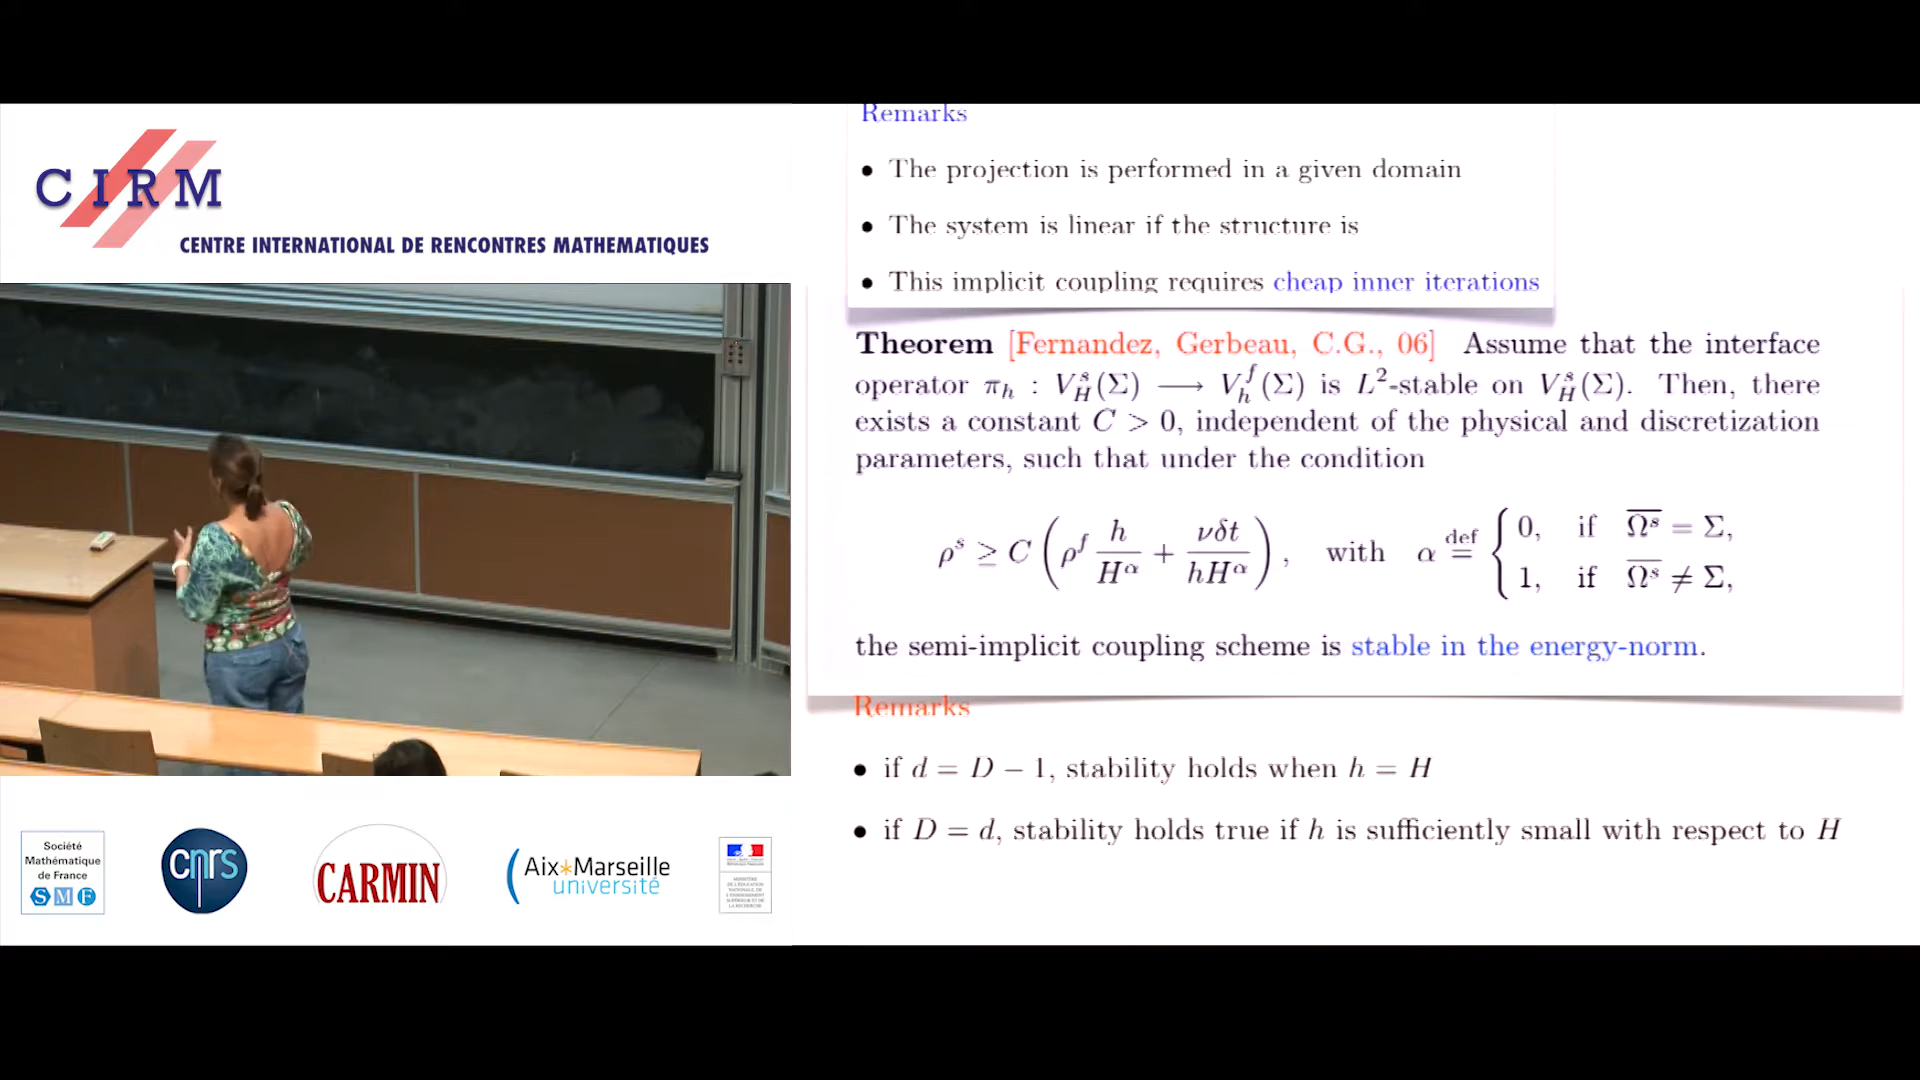 CIRM
CENTRE INTERNATIONAL DE RENCONTRES MATHEMATIQUES
Remarks
• The projection is performed in a given domain
• The system is linear if the structure is
• This implicit coupling requires cheap inner iterations
Theorem [Fernandez, Gerbeau, C.G., 06] Assume that the interface
operator π_h : V_H^s(Σ) ⟶ V_h^f(Σ) is L²-stable on V_H^s(Σ). Then, there
exists a constant C > 0, independent of the physical and discretization
parameters, such that under the condition
ρ^s ≥ C (ρ^f h/H^α + νδt/hH^α), with α def= { 0, if \overline{Ω^s} = Σ,
1, if \overline{Ω^s} ≠ Σ,
the semi-implicit coupling scheme is stable in the energy-norm.
Remarks
• if d = D − 1, stability holds when h = H
• if D = d, stability holds true if h is sufficiently small with respect to H
Société
Mathématique
de France
SMF
cnrs
CARMIN
Aix*Marseille
université